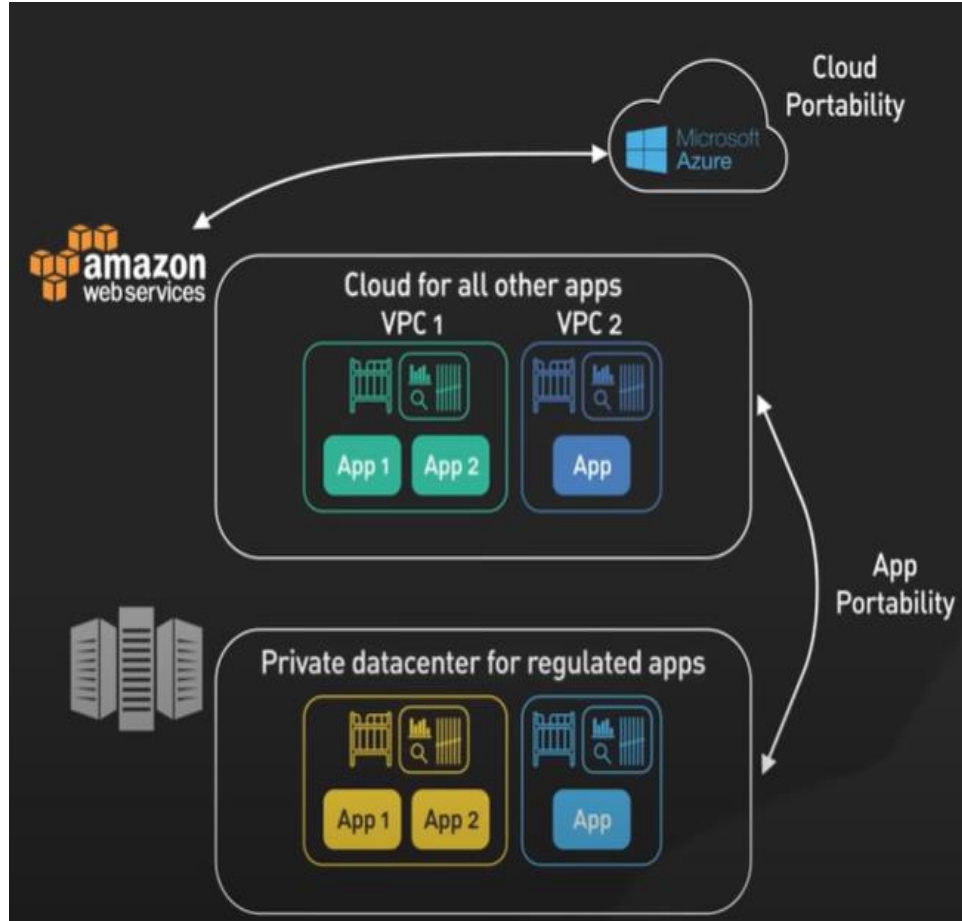 Cloud
Portability
Microsoft
Azure
amazon
web services
Cloud for all other apps
VPC 1
VPC 2
App 1
App 2
App
App
Portability
Private datacenter for regulated apps
App 1
App 2
App